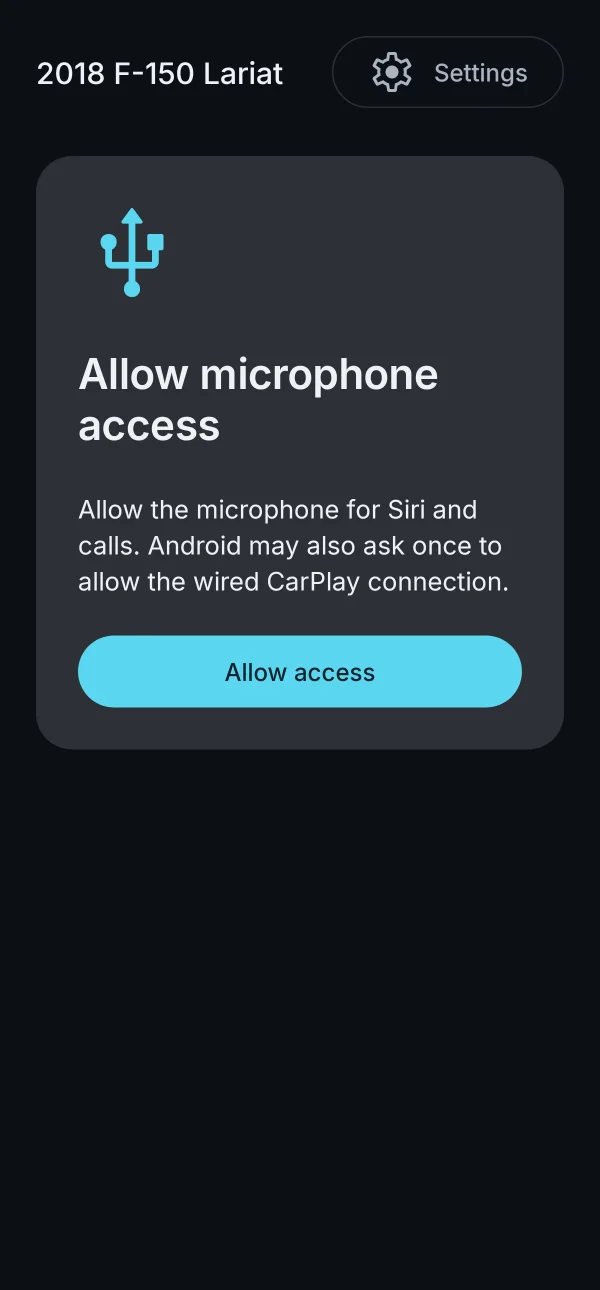 2018 F-150 Lariat
Settings
Allow microphone
access
Allow the microphone for Siri and
calls. Android may also ask once to
allow the wired CarPlay connection.
Allow access